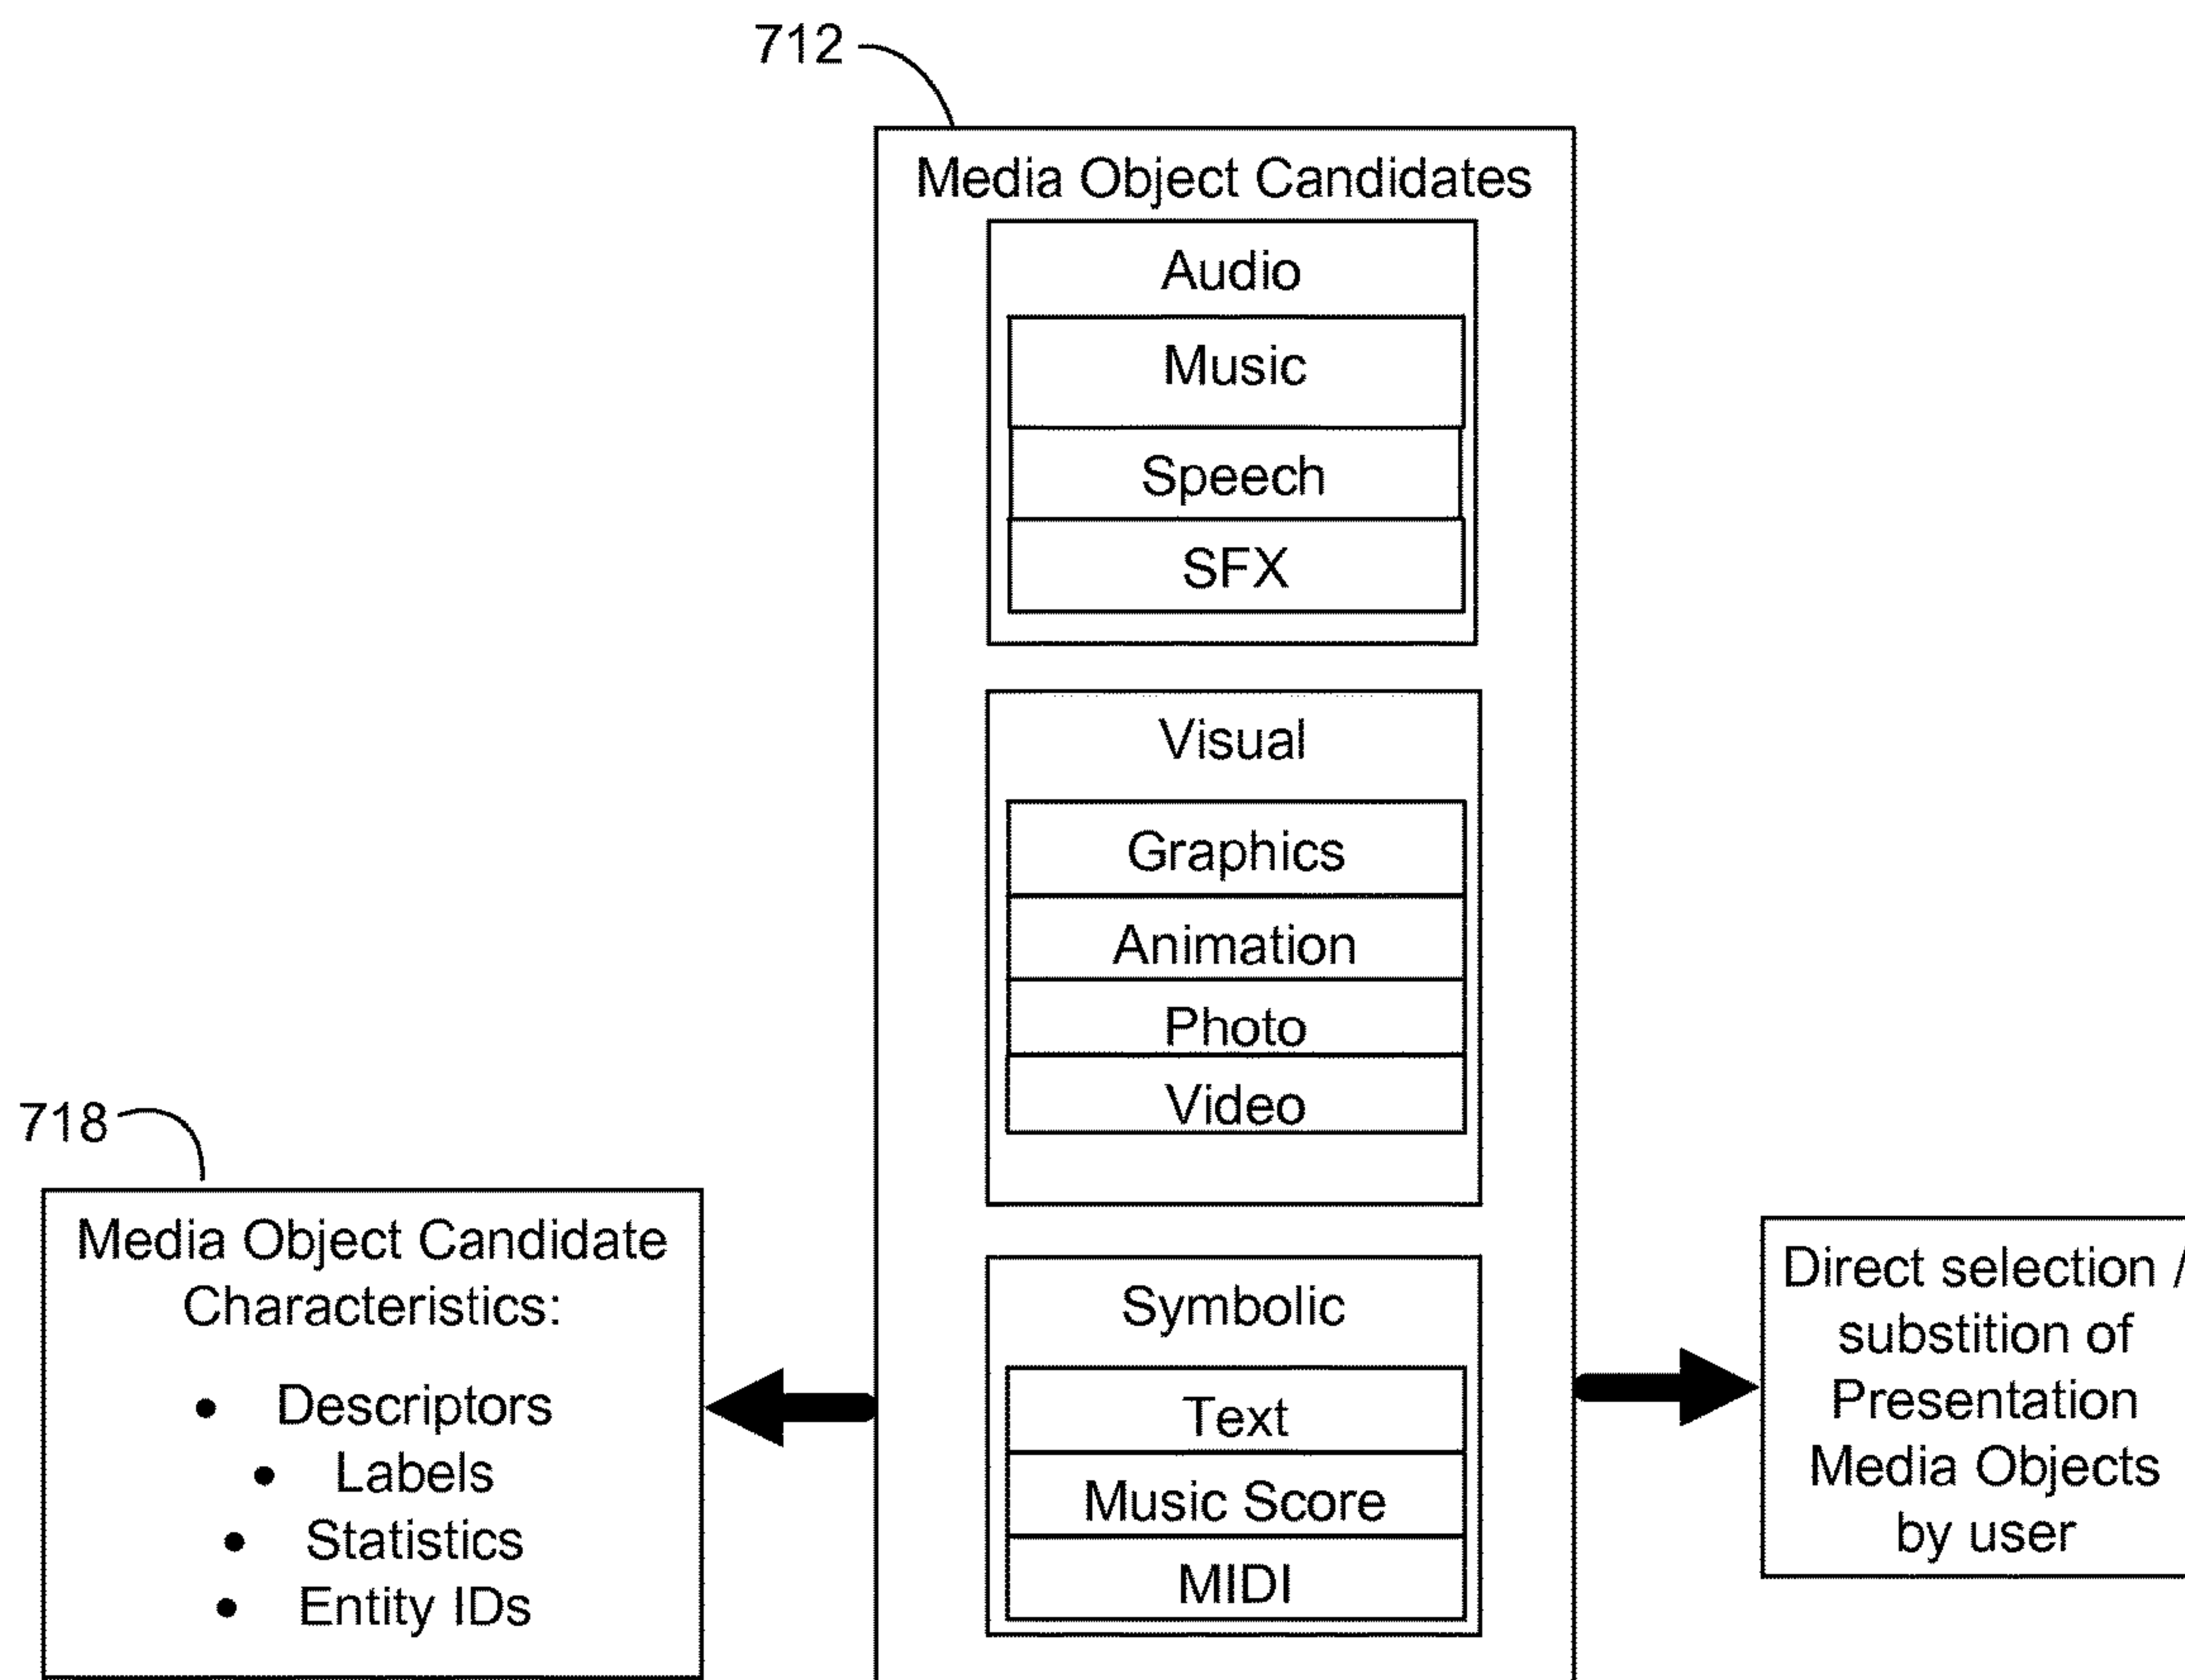 712
Media Object Candidates
Audio
Music
Speech
SFX
Visual
Graphics
Animation
Photo
Video
Symbolic
Text
Music Score
MIDI
718
Media Object Candidate
Characteristics:
• Descriptors
• Labels
• Statistics
• Entity IDs
Direct selection /
substition of
Presentation
Media Objects
by user